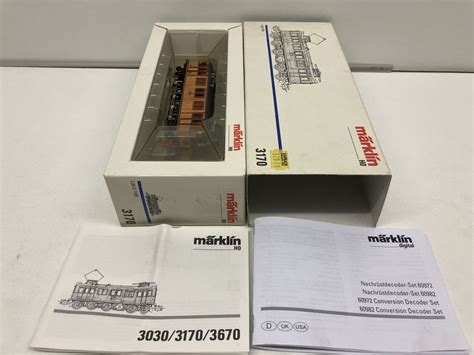 märklin
HO
3170
märklin
HO
3170
märklin
HO
3030/3170/3670
märklin
digital
Nachrüstdecoder-Set 60972
Nachrüstdecoder-Set 60982
60972 Conversion Decoder Set
60982 Conversion Decoder Set
D UK USA